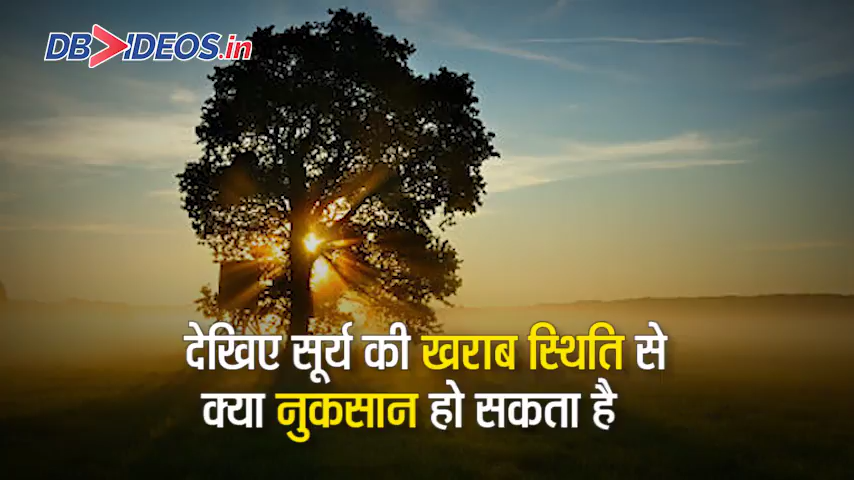 DBVIDEOS.in
देखिए सूर्य की खराब स्थिति से
क्या नुकसान हो सकता है